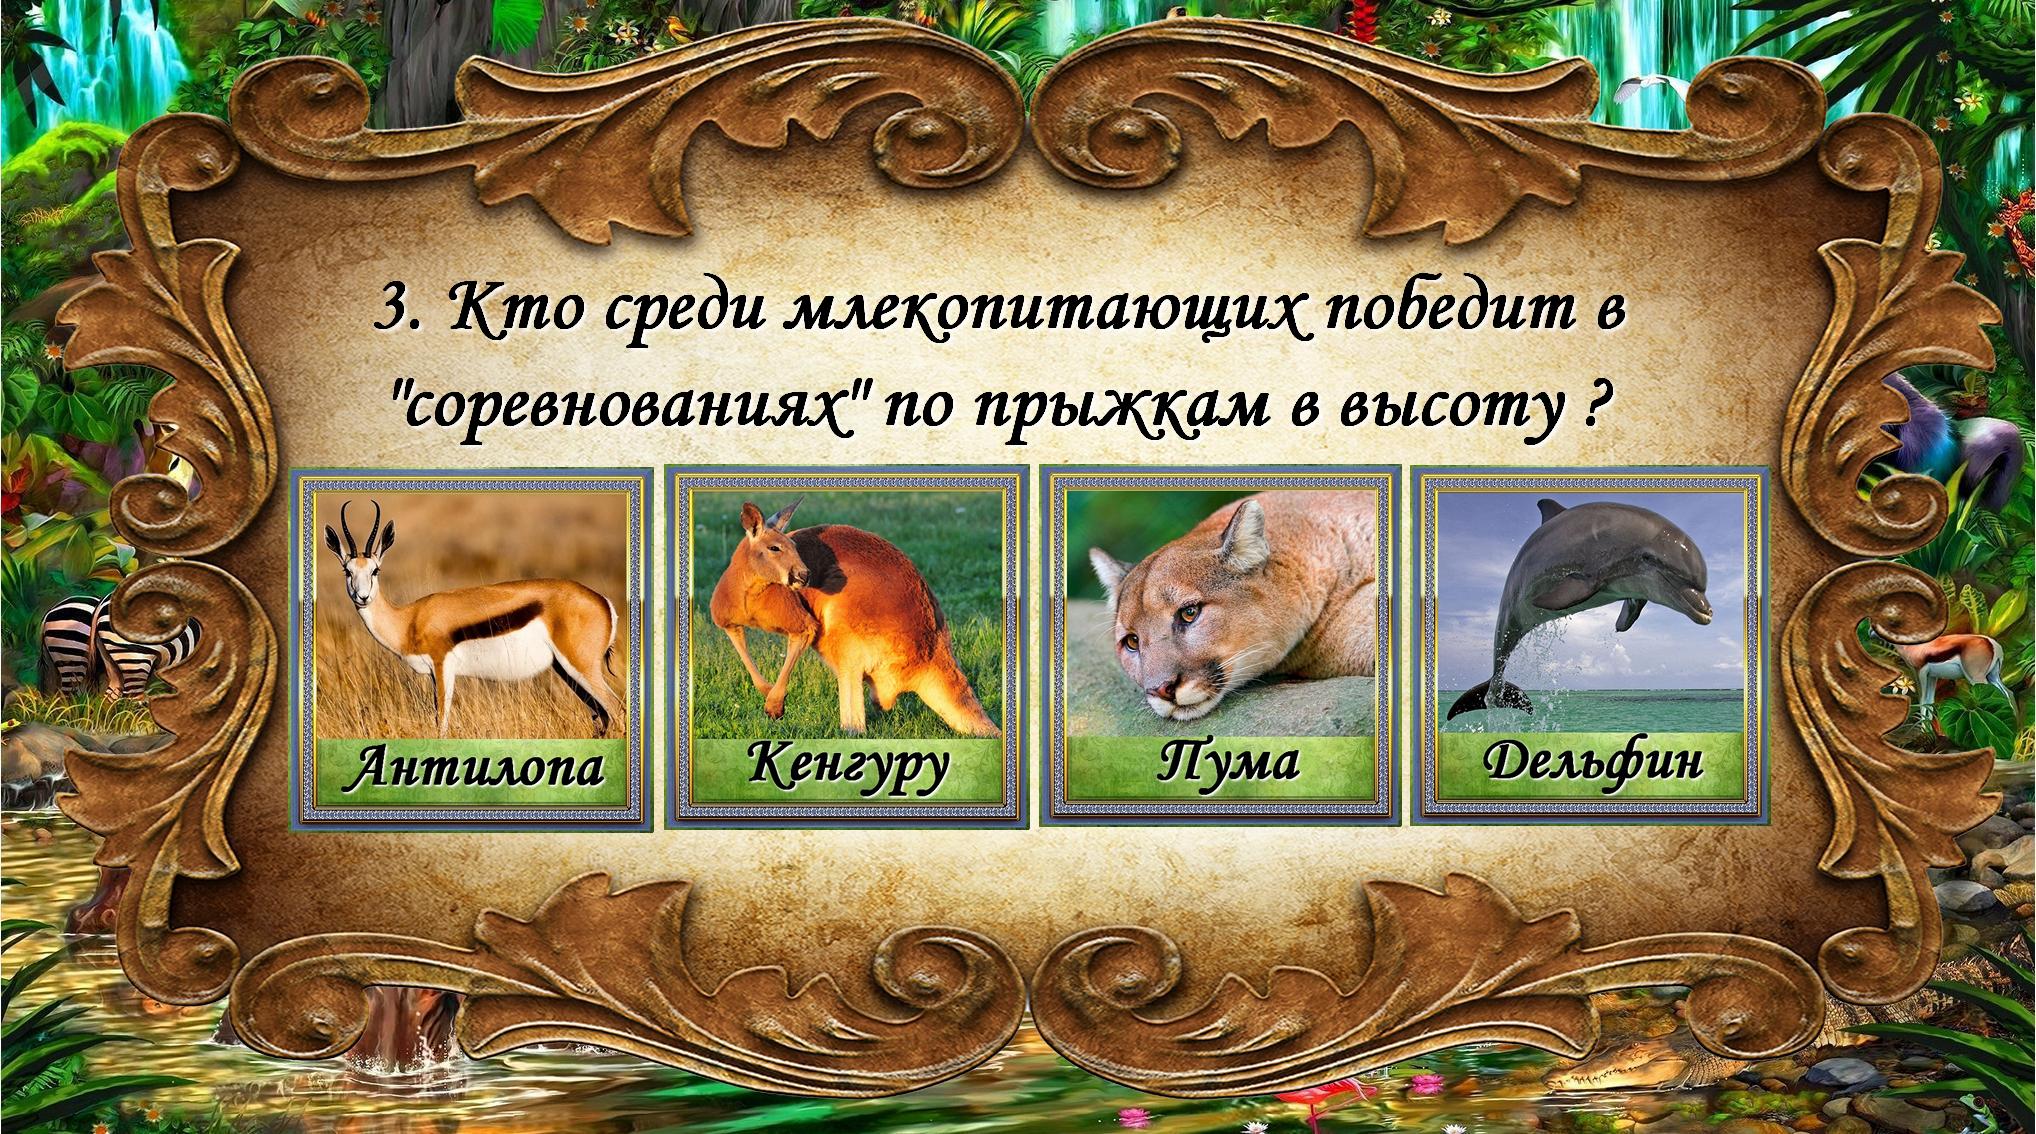 3. Кто среди млекопитающих победит в
"соревнованиях" по прыжкам в высоту ?
Антилопа
Кенгуру
Пума
Дельфин